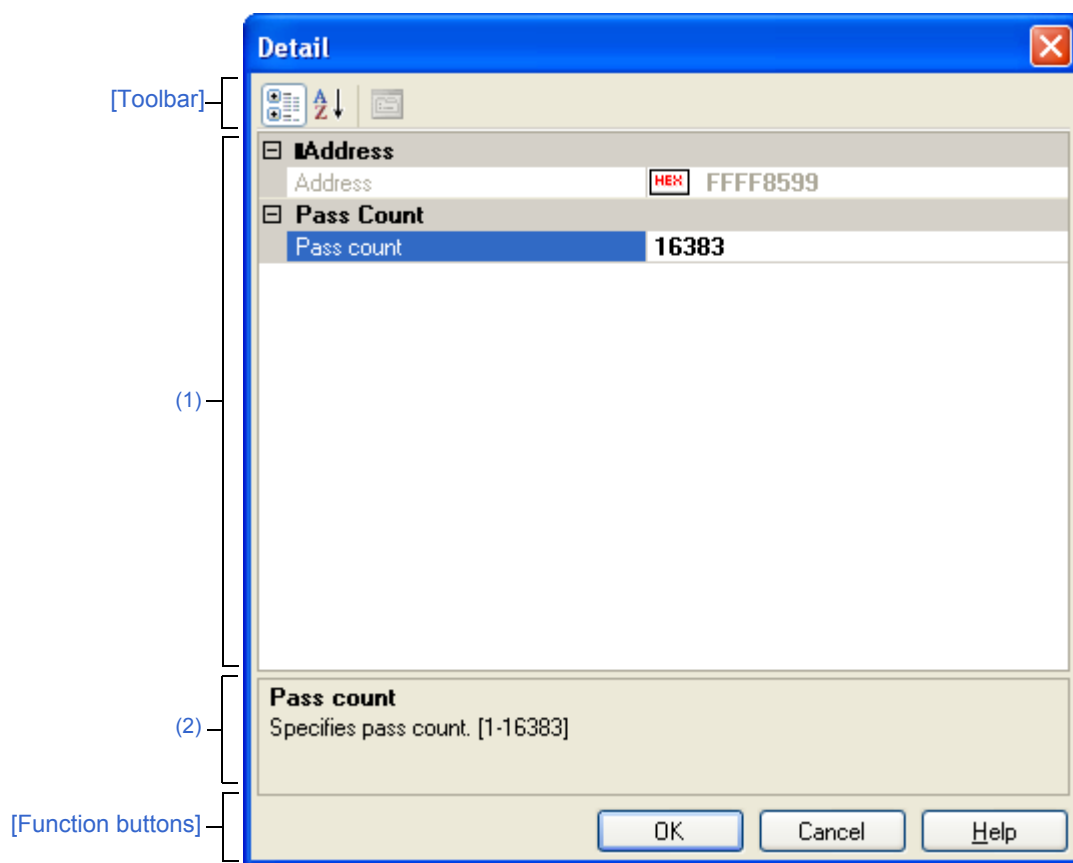 Detail
[Toolbar]
A
Z
Address
Address HEX FFFF8599
Pass Count
Pass count 16383
(1)
Pass count
Specifies pass count. [1-16383]
(2)
[Function buttons]
OK Cancel Help